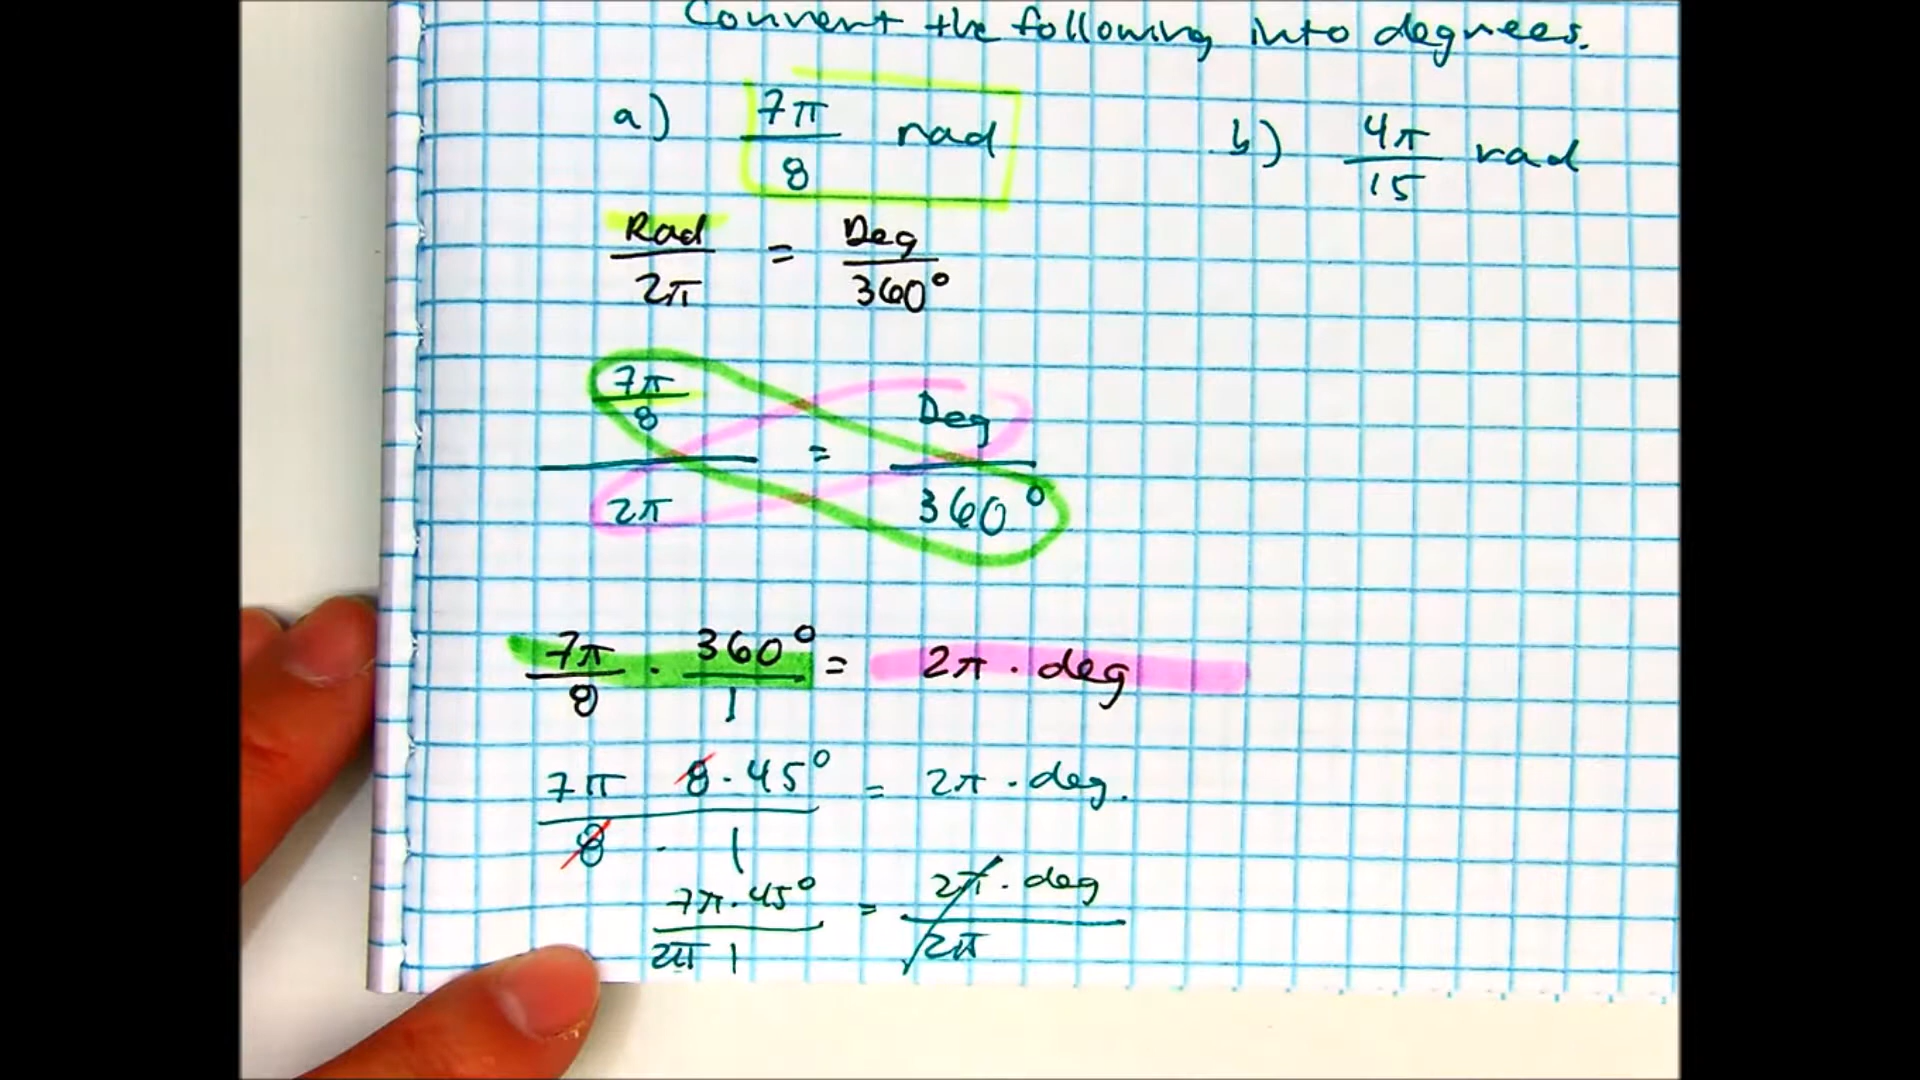 Convert the following into degrees.
a) 7π/8 rad
b) 4π/15 rad
Rad/2π = Deg/360°
7π/8 / 2π = Deg/360°
7π/8 · 360°/1 = 2π · deg
7π 8 · 45° / 8 · 1 = 2π · deg.
7π · 45° / 2π 1 = 2π · deg / 2π